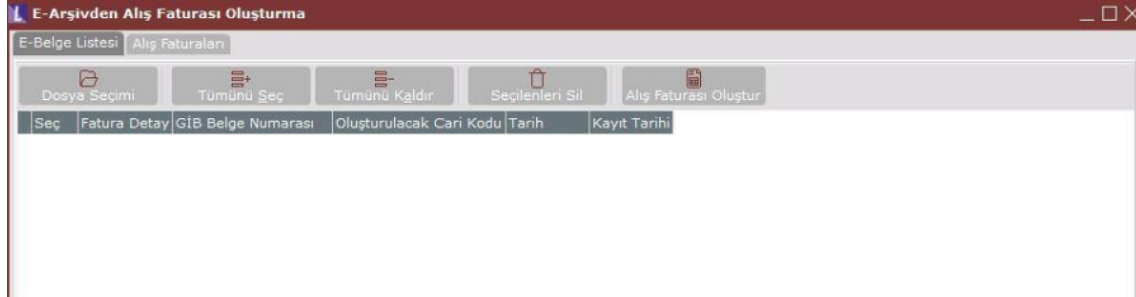 E-Arşivden Alış Faturası Oluşturma
E-Belge Listesi Alış Faturaları
Dosya Seçimi Tümünü Seç Tümünü Kaldır Seçilenleri Sil Alış Faturası Oluştur
Seç Fatura Detay GİB Belge Numarası Oluşturulacak Cari Kodu Tarih Kayıt Tarihi